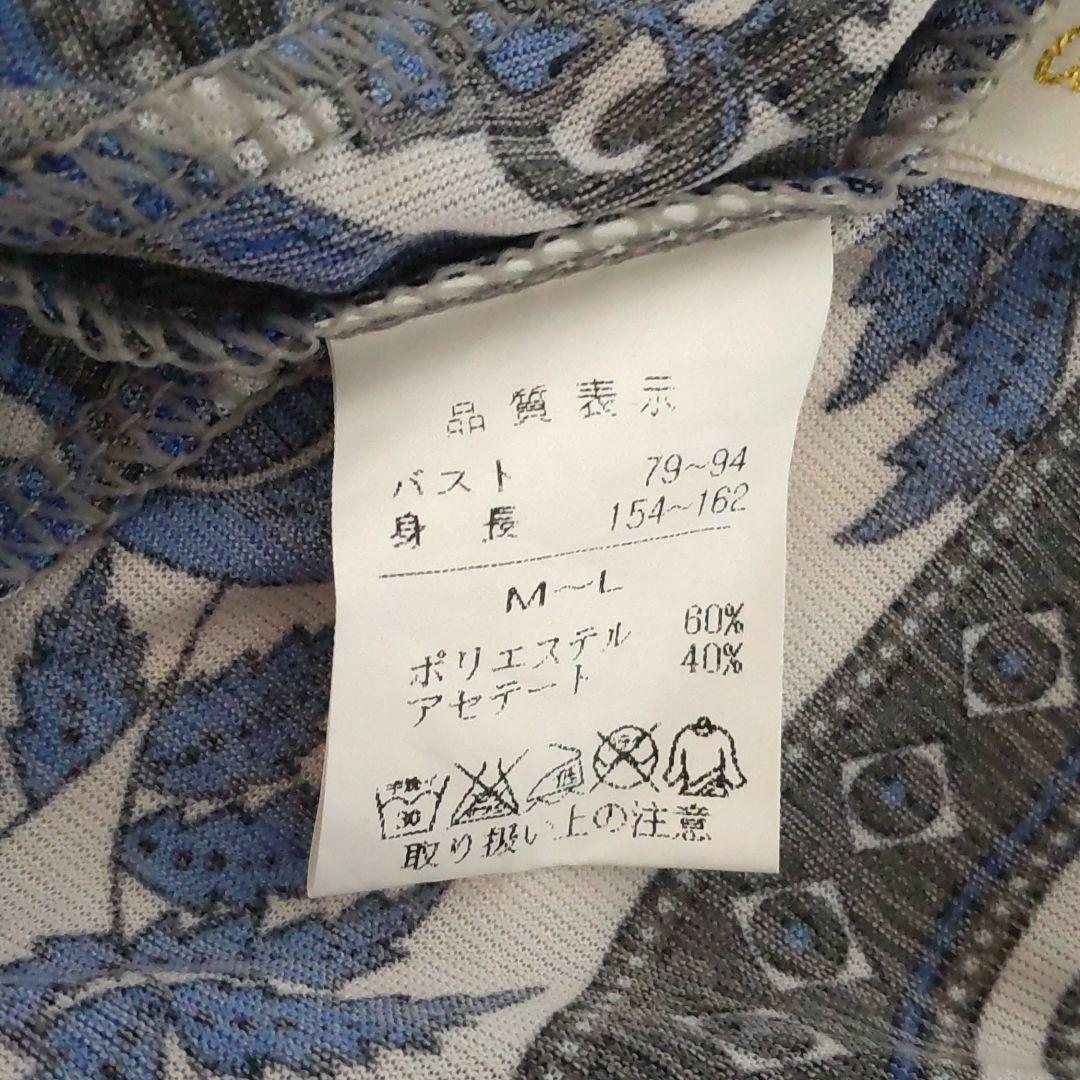 品質表示
バスト 79~94
身長 154~162
M~L
ポリエステル 60%
アセテート 40%
手洗イ
30
低
取り扱い上の注意